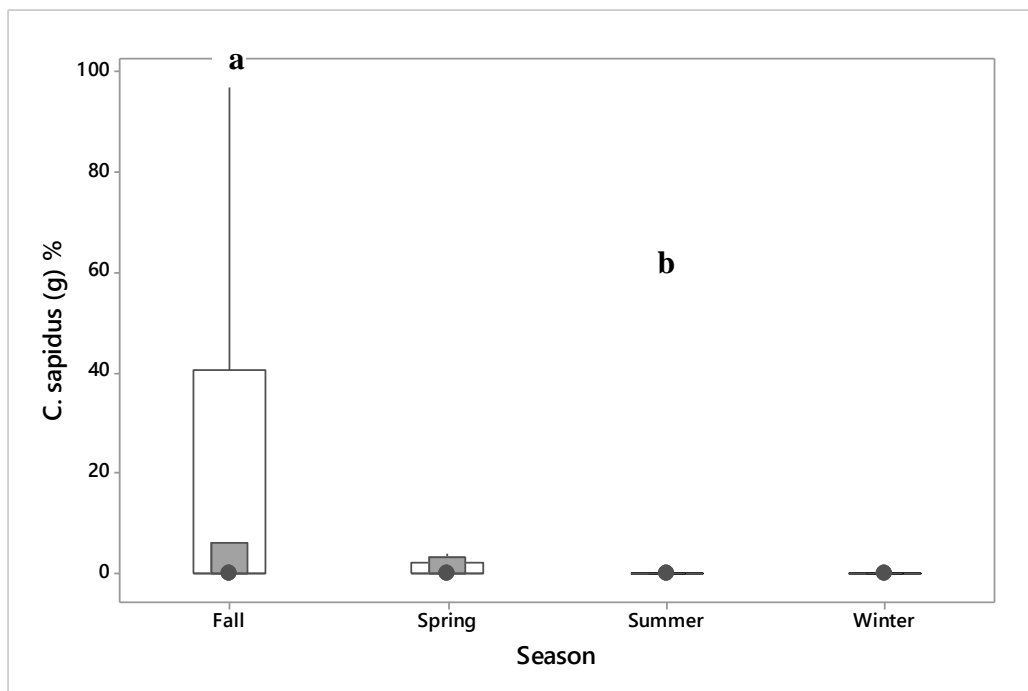 a
100
80
60
b
40
20
0
C. sapidus (g) %
Fall Spring Summer Winter
Season